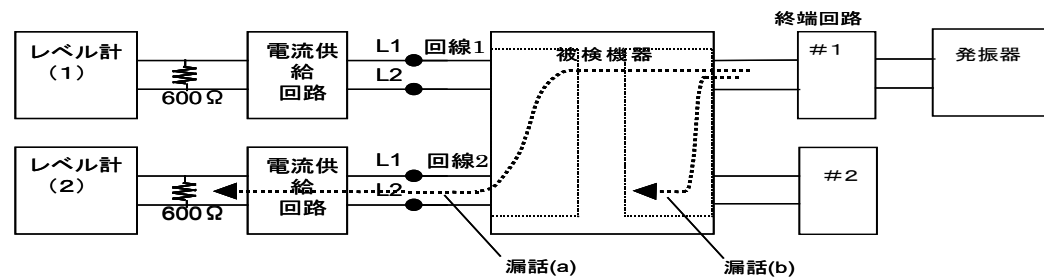 終端回路
レベル計
(1)
600Ω
電流供
給
回路
L1
回線1
L2
被検機器
#1
発振器
レベル計
(2)
600Ω
電流供
給
回路
L1
回線2
L2
#2
漏話(a)
漏話(b)